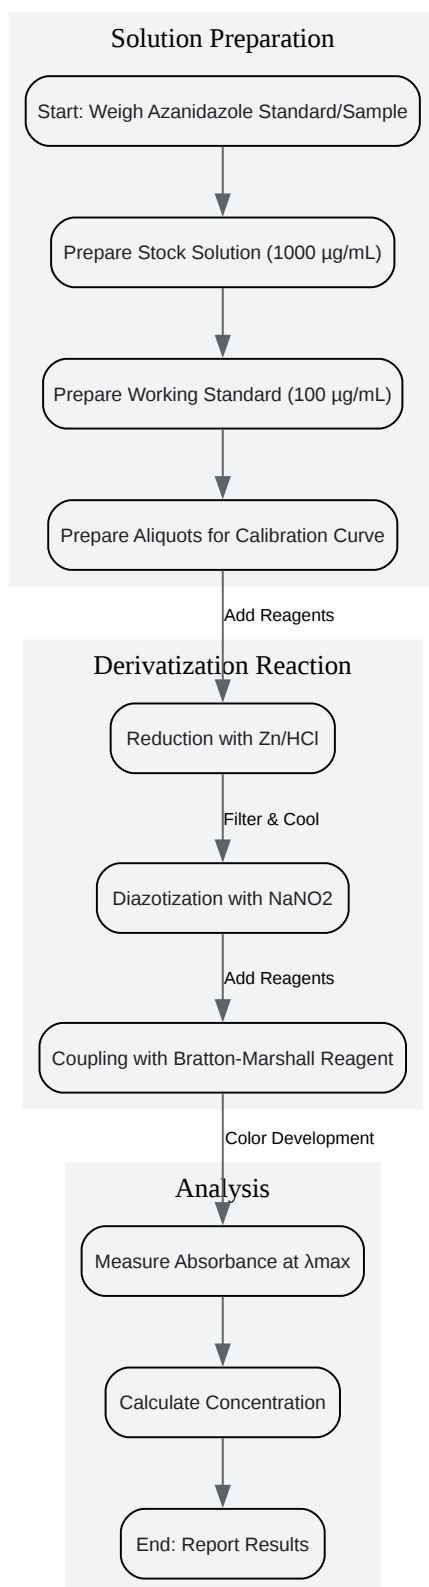 Solution Preparation
Start: Weigh Azanidazole Standard/Sample
Prepare Stock Solution (1000 µg/mL)
Prepare Working Standard (100 µg/mL)
Prepare Aliquots for Calibration Curve
Add Reagents
Derivatization Reaction
Reduction with Zn/HCl
Filter & Cool
Diazotization with NaNO2
Add Reagents
Coupling with Bratton-Marshall Reagent
Color Development
Analysis
Measure Absorbance at λmax
Calculate Concentration
End: Report Results